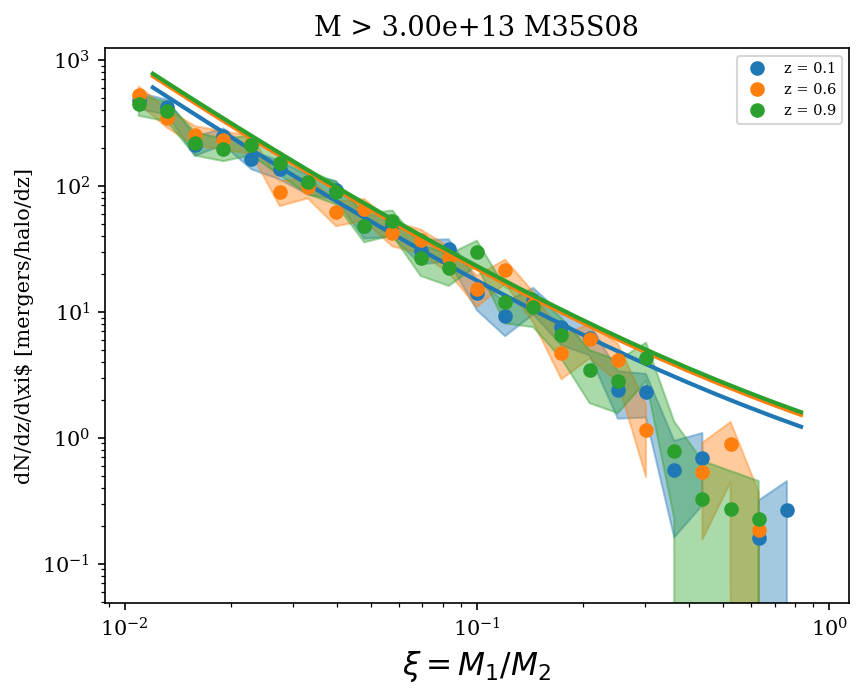 M > 3.00e+13 M35S08
z = 0.1
z = 0.6
z = 0.9
dN/dz/d\xi$ [mergers/halo/dz]
10³
10²
10¹
10⁰
10⁻¹
10⁻² 10⁻¹ 10⁰
ξ = M₁/M₂